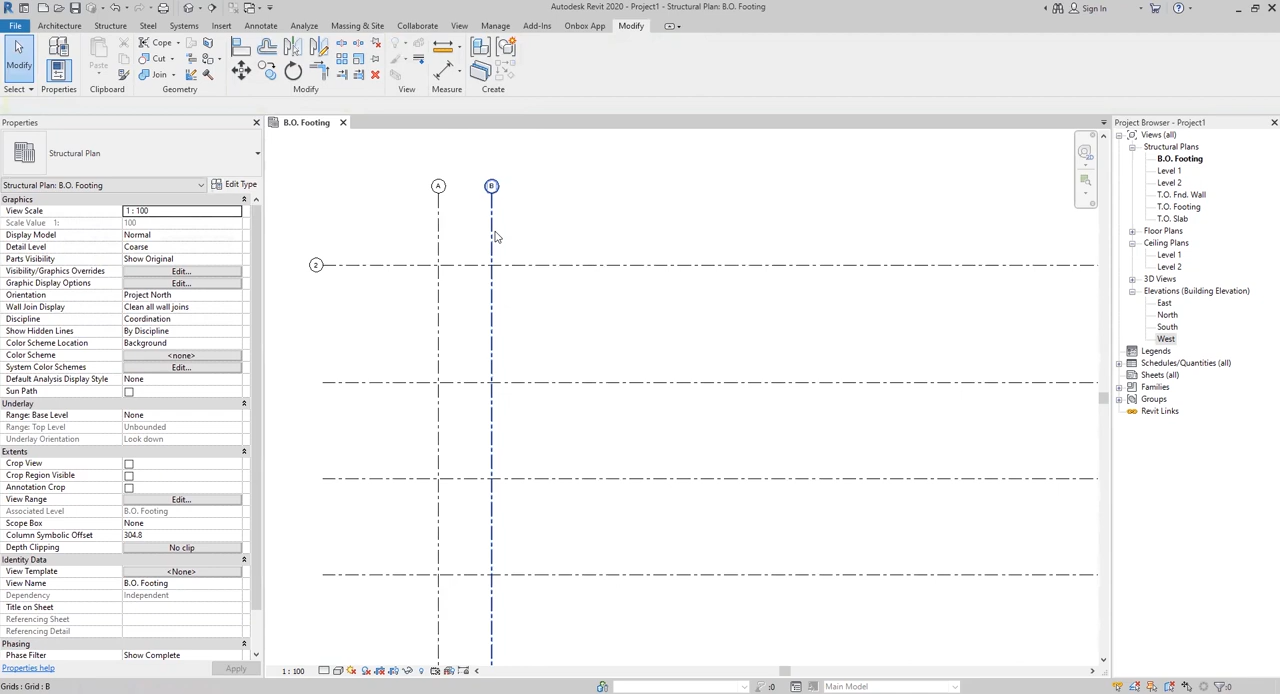 Autodesk Revit 2020 - Project1 - Structural Plan: B.O. Footing
Sign In
File Architecture Structure Steel Systems Insert Annotate Analyze Massing & Site Collaborate View Manage Add-Ins Onbox App Modify
Modify
Paste
Cope
Cut
Join
Select Properties Clipboard Geometry Modify View Measure Create
Properties
B.O. Footing
Project Browser - Project1
Structural Plan
Structural Plan: B.O. Footing
Edit Type
Graphics
View Scale 1 : 100
Scale Value 1: 100
Display Model Normal
Detail Level Coarse
Parts Visibility Show Original
Visibility/Graphics Overrides Edit...
Graphic Display Options Edit...
Orientation Project North
Wall Join Display Clean all wall joins
Discipline Coordination
Show Hidden Lines By Discipline
Color Scheme Location Background
Color Scheme <none>
System Color Schemes Edit...
Default Analysis Display Style None
Sun Path
Underlay
Range: Base Level None
Range: Top Level Unbounded
Underlay Orientation Look down
Extents
Crop View
Crop Region Visible
Annotation Crop
View Range Edit...
Associated Level B.O. Footing
Scope Box None
Column Symbolic Offset 304.8
Depth Clipping No clip
Identity Data
View Template <None>
View Name B.O. Footing
Dependency Independent
Title on Sheet
Referencing Sheet
Referencing Detail
Phasing
Phase Filter Show Complete
Properties help
Apply
A
B
2
2D
Views (all)
Structural Plans
B.O. Footing
Level 1
Level 2
T.O. Fnd. Wall
T.O. Footing
T.O. Slab
Floor Plans
Ceiling Plans
Level 1
Level 2
3D Views
Elevations (Building Elevation)
East
North
South
West
Legends
Schedules/Quantities (all)
Sheets (all)
Families
Groups
Revit Links
1 : 100
Grids : Grid : B
:0
Main Model
:0